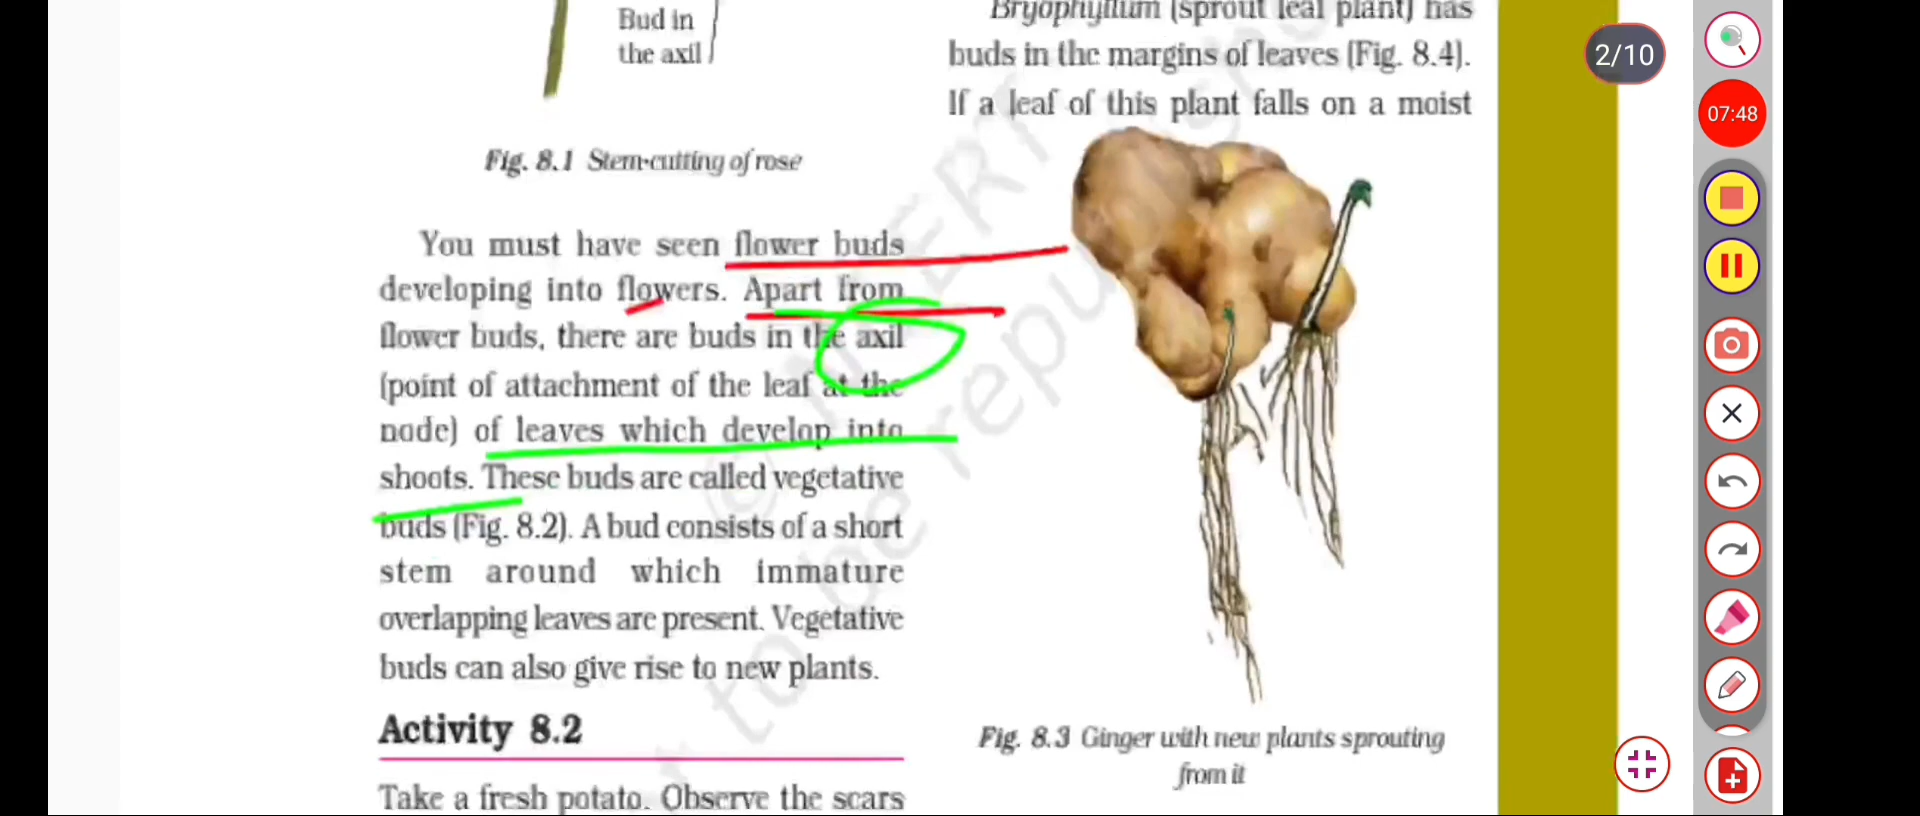 Bud in
the axil
Fig. 8.1 Stem-cutting of rose
You must have seen flower buds
developing into flowers. Apart from
flower buds, there are buds in the axil
(point of attachment of the leaf at the
node) of leaves which develop into
shoots. These buds are called vegetative
buds (Fig. 8.2). A bud consists of a short
stem around which immature
overlapping leaves are present. Vegetative
buds can also give rise to new plants.
Activity 8.2
Take a fresh potato. Observe the scars
Bryophyllum (sprout leaf plant) has
buds in the margins of leaves (Fig. 8.4).
If a leaf of this plant falls on a moist
Fig. 8.3 Ginger with new plants sprouting
from it
2/10
07:48
© NCERT
to be republished